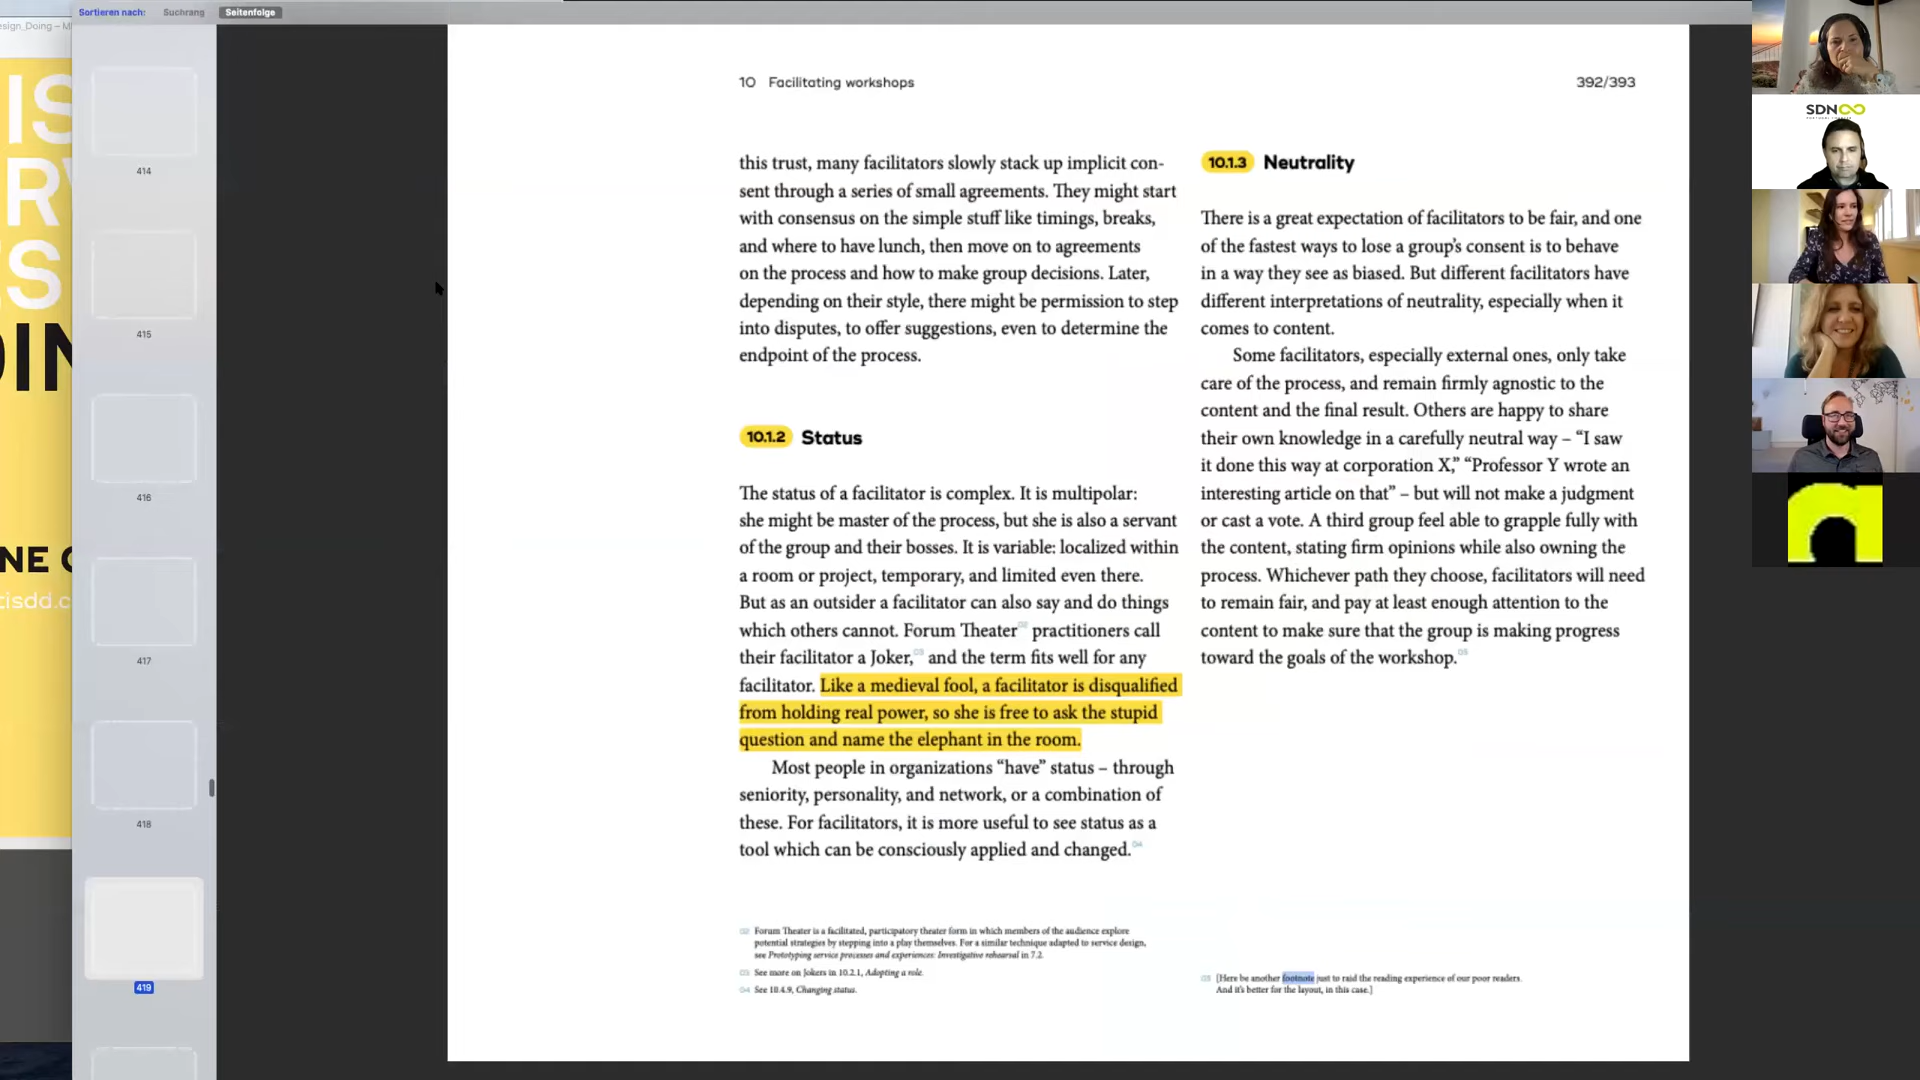 Sortieren nach: Suchrang Seitenfolge
esign_Doing – M
IS
RV
ES
DIN
NE
tisdd.c
414
415
416
417
418
419
10 Facilitating workshops
392/393
this trust, many facilitators slowly stack up implicit con-
sent through a series of small agreements. They might start
with consensus on the simple stuff like timings, breaks,
and where to have lunch, then move on to agreements
on the process and how to make group decisions. Later,
depending on their style, there might be permission to step
into disputes, to offer suggestions, even to determine the
endpoint of the process.
10.1.2 Status
The status of a facilitator is complex. It is multipolar:
she might be master of the process, but she is also a servant
of the group and their bosses. It is variable: localized within
a room or project, temporary, and limited even there.
But as an outsider a facilitator can also say and do things
which others cannot. Forum Theater02 practitioners call
their facilitator a Joker,03 and the term fits well for any
facilitator. Like a medieval fool, a facilitator is disqualified
from holding real power, so she is free to ask the stupid
question and name the elephant in the room.
Most people in organizations “have” status – through
seniority, personality, and network, or a combination of
these. For facilitators, it is more useful to see status as a
tool which can be consciously applied and changed.04
02 Forum Theater is a facilitated, participatory theater form in which members of the audience explore
potential strategies by stepping into a play themselves. For a similar technique adapted to service design,
see Prototyping service processes and experiences: Investigative rehearsal in 7.2.
03 See more on Jokers in 10.2.1, Adopting a role.
04 See 10.4.9, Changing status.
10.1.3 Neutrality
There is a great expectation of facilitators to be fair, and one
of the fastest ways to lose a group’s consent is to behave
in a way they see as biased. But different facilitators have
different interpretations of neutrality, especially when it
comes to content.
Some facilitators, especially external ones, only take
care of the process, and remain firmly agnostic to the
content and the final result. Others are happy to share
their own knowledge in a carefully neutral way – “I saw
it done this way at corporation X,” “Professor Y wrote an
interesting article on that” – but will not make a judgment
or cast a vote. A third group feel able to grapple fully with
the content, stating firm opinions while also owning the
process. Whichever path they choose, facilitators will need
to remain fair, and pay at least enough attention to the
content to make sure that the group is making progress
toward the goals of the workshop.05
05 [Here be another footnote just to raid the reading experience of our poor readers.
And it’s better for the layout, in this case.]
SDN